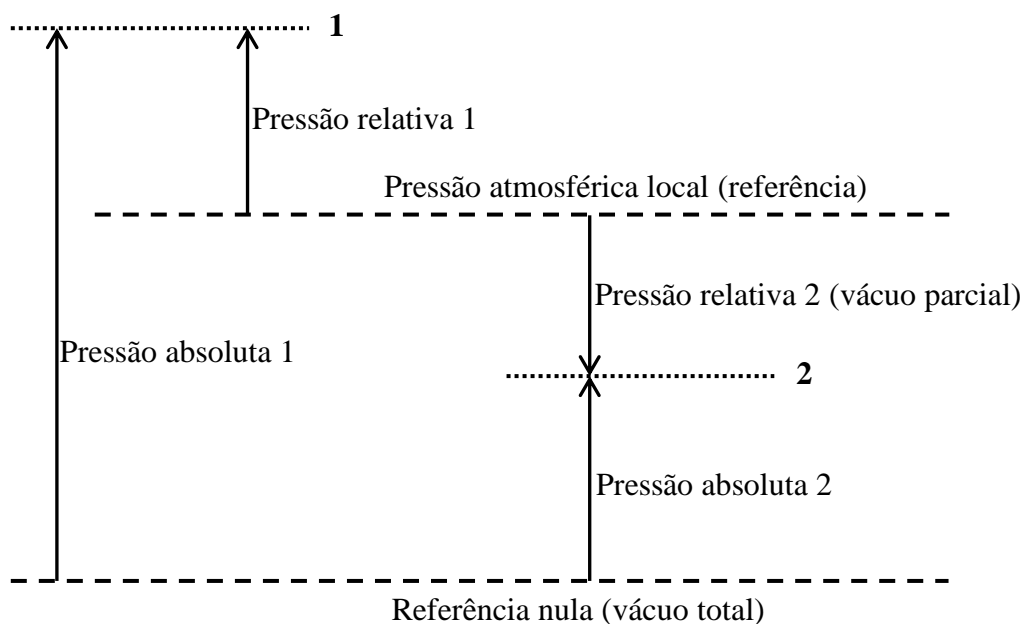 1
Pressão relativa 1
Pressão atmosférica local (referência)
Pressão relativa 2 (vácuo parcial)
Pressão absoluta 1
2
Pressão absoluta 2
Referência nula (vácuo total)